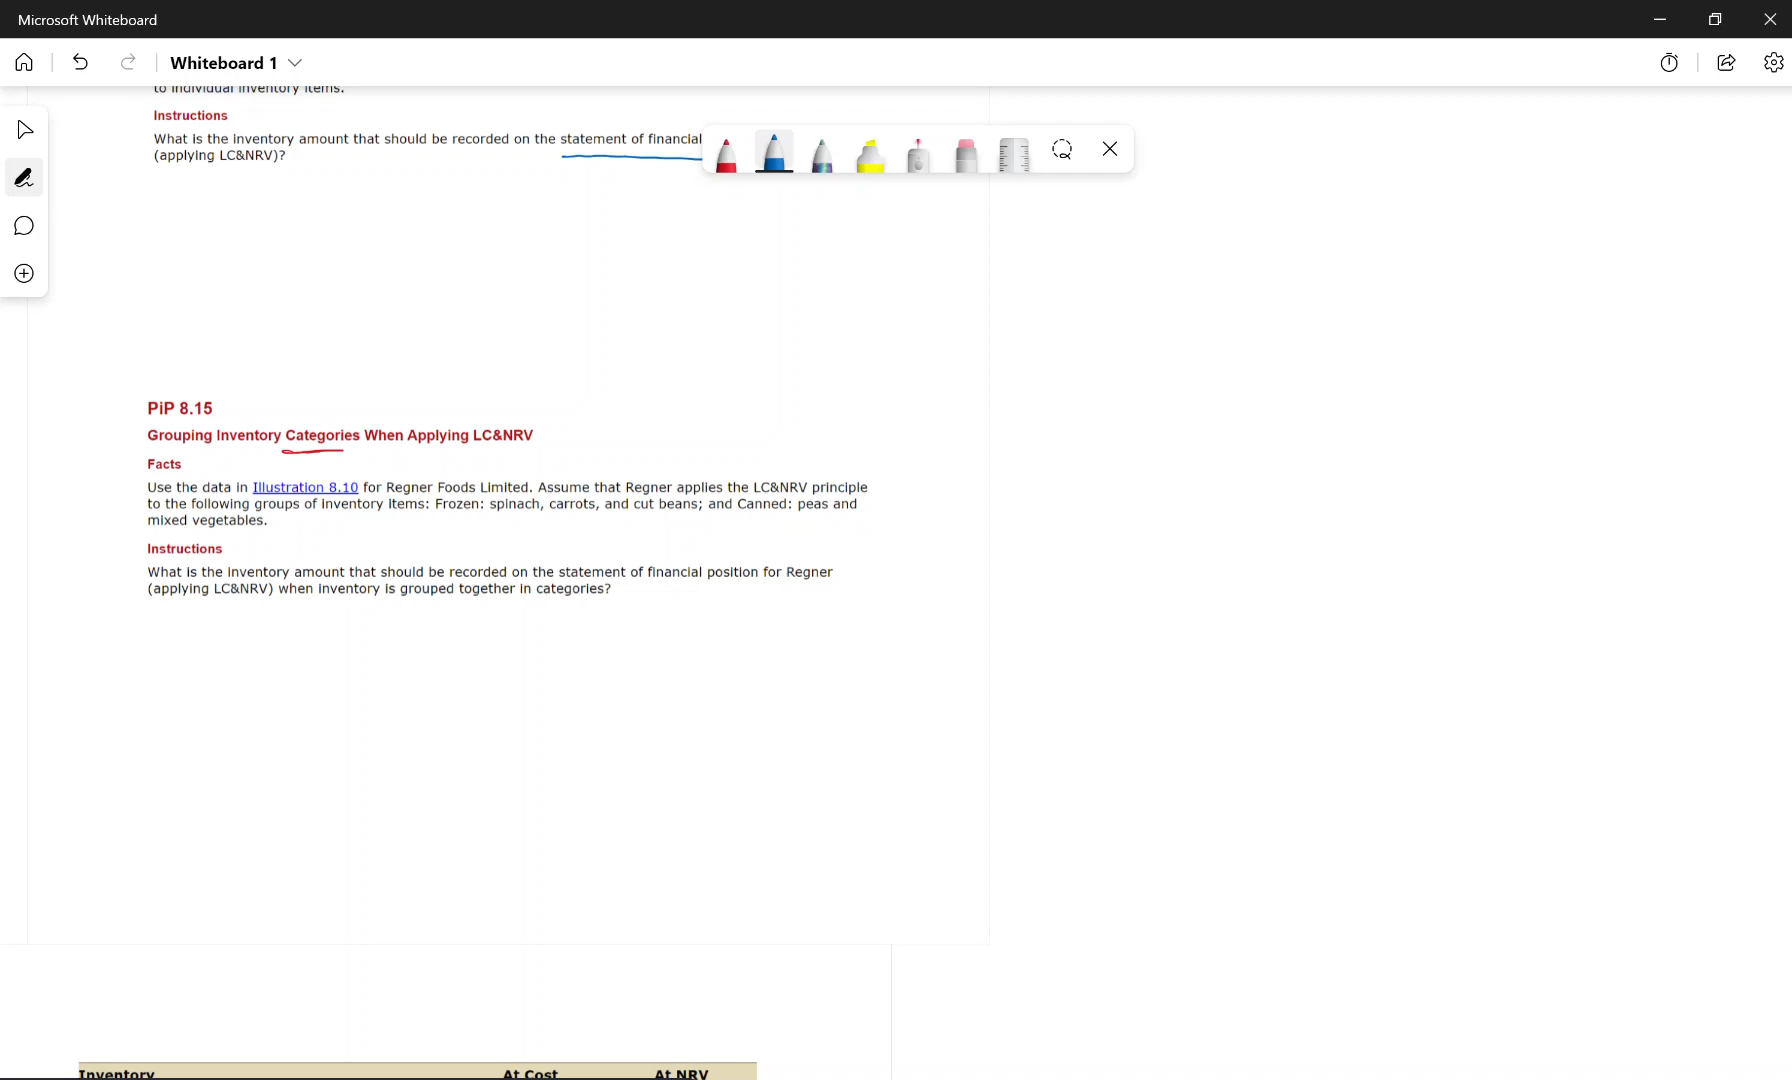 Microsoft Whiteboard
Whiteboard 1
to individual inventory items.
Instructions
What is the inventory amount that should be recorded on the statement of financial
(applying LC&NRV)?
PiP 8.15
Grouping Inventory Categories When Applying LC&NRV
Facts
Use the data in Illustration 8.10 for Regner Foods Limited. Assume that Regner applies the LC&NRV principle
to the following groups of inventory items: Frozen: spinach, carrots, and cut beans; and Canned: peas and
mixed vegetables.
Instructions
What is the inventory amount that should be recorded on the statement of financial position for Regner
(applying LC&NRV) when inventory is grouped together in categories?
Inventory At Cost At NRV